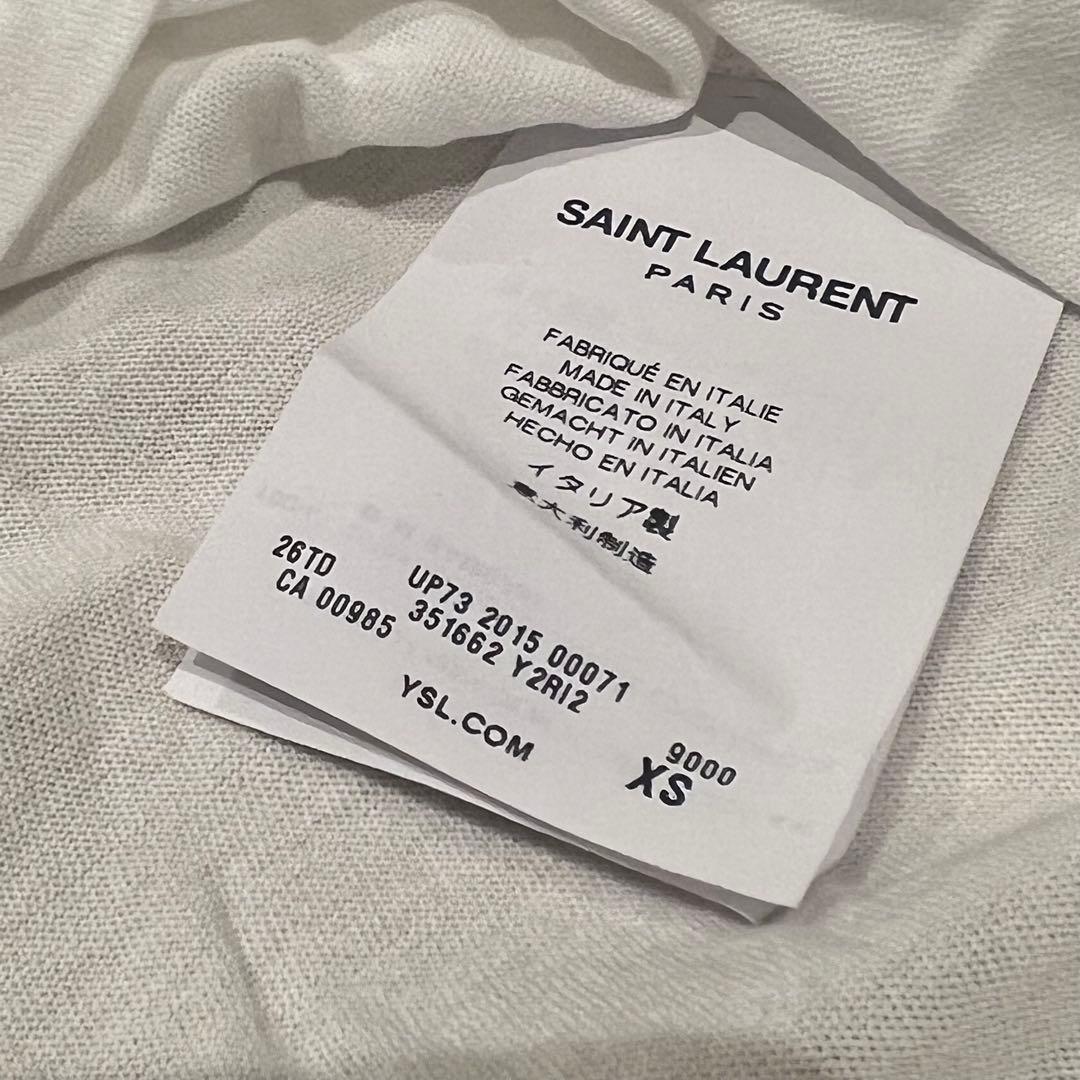 SAINT LAURENT
PARIS
FABRIQUÉ EN ITALIE
MADE IN ITALY
FABBRICATO IN ITALIA
GEMACHT IN ITALIEN
HECHO EN ITALIA
イタリア製
意大利制造
26TD UP73 2015 00071
CA 00985 351662 Y2RI2
9000
YSL.COM XS